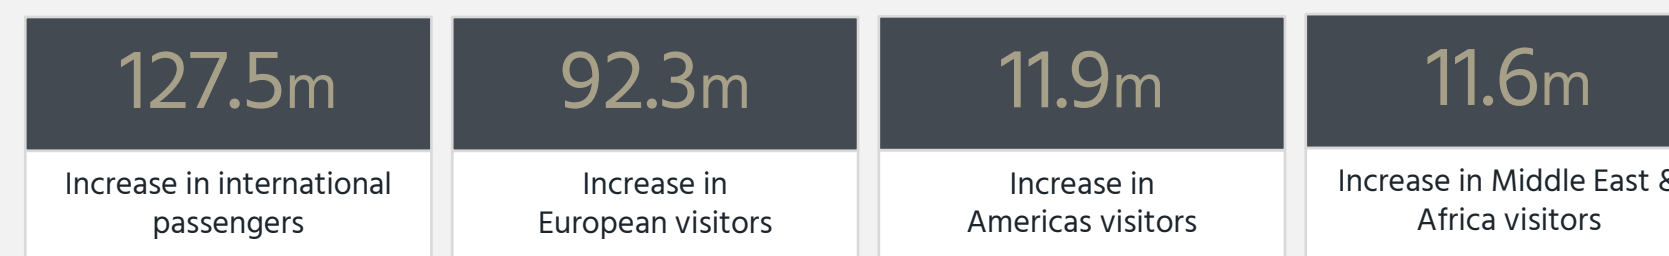 127.5m
Increase in international
passengers
92.3m
Increase in
European visitors
11.9m
Increase in
Americas visitors
11.6m
Increase in Middle East &
Africa visitors